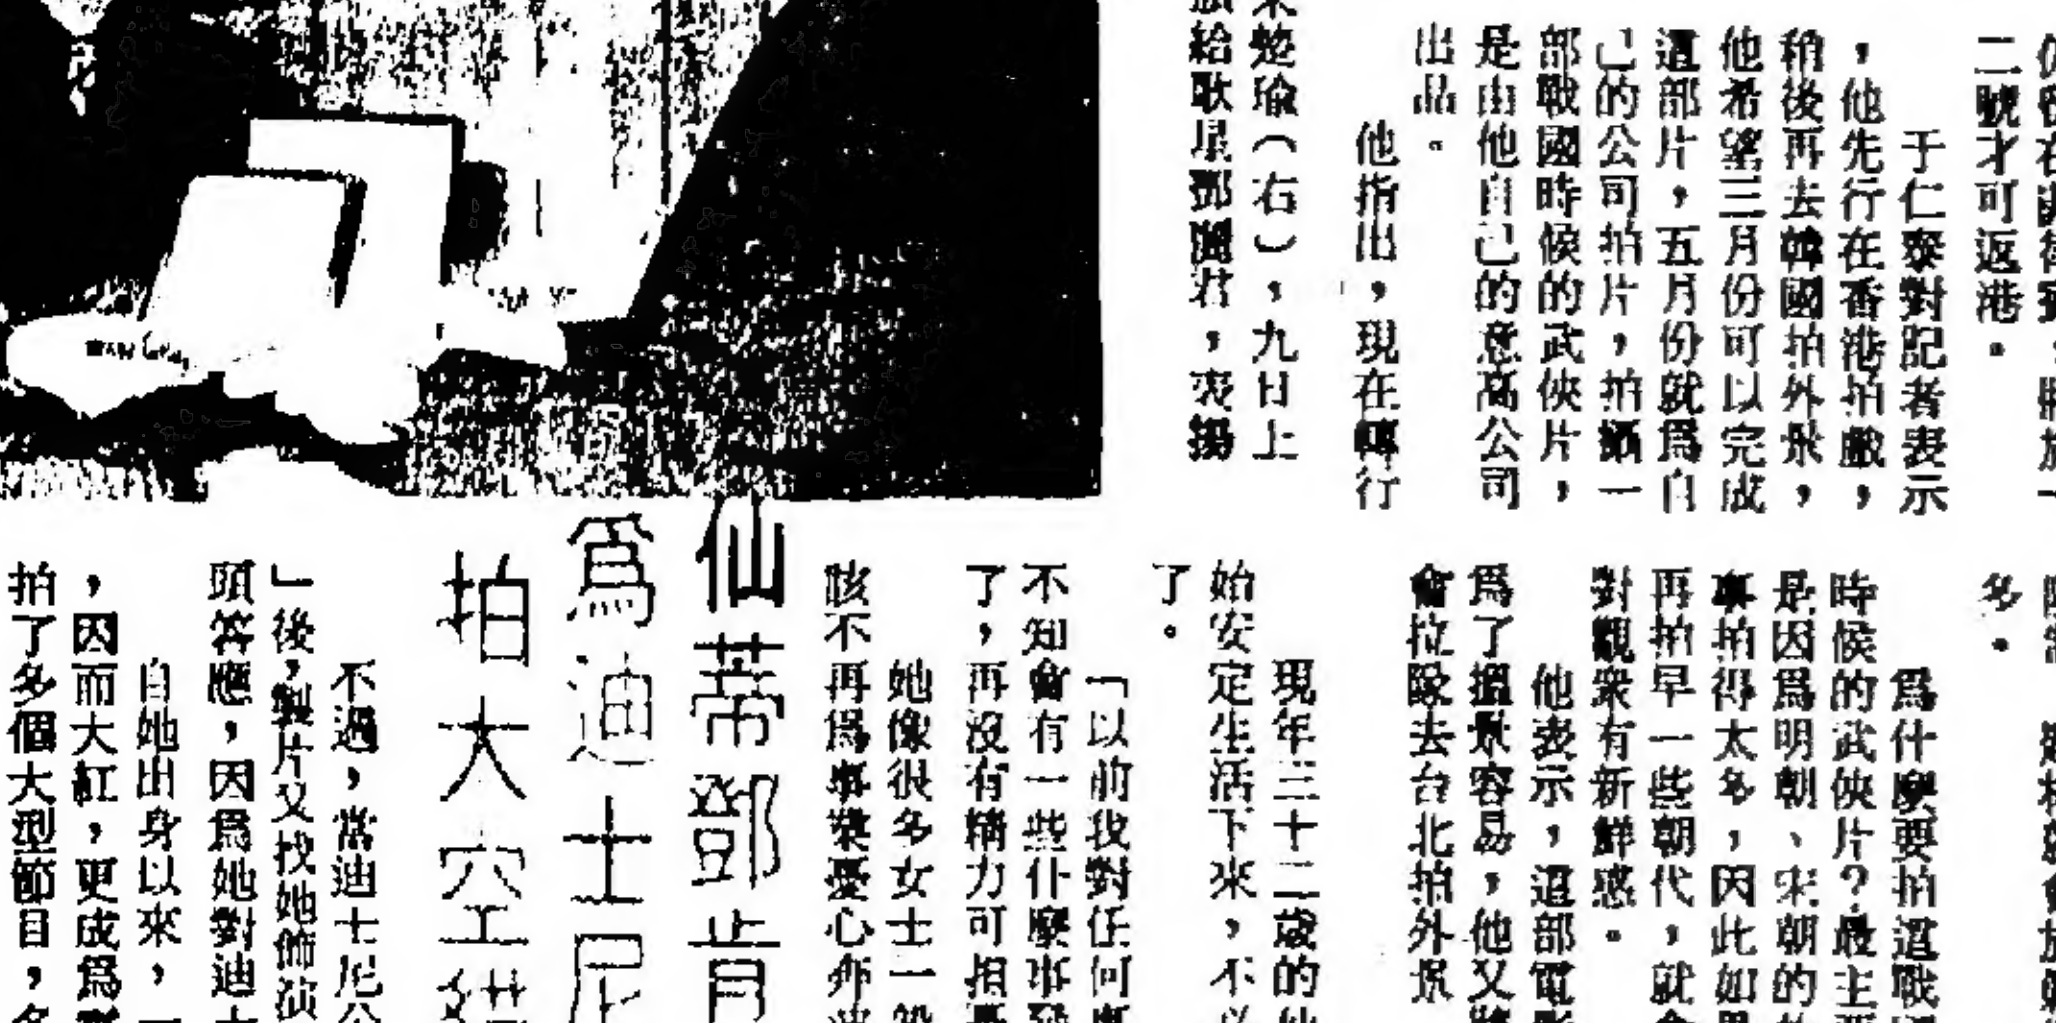 二號才可返港。
于仁泰對記者表示
，他先行在香港拍戲，
稍後再去韓國拍外景，
他希望三月份可以完成
這部片，五月份就爲自
己的公司拍片，拍攝一
部戰國時候的武俠片，
是由他自己的意高公司
出品。
他指出，現在轉行
楚瑜（右），九日上
給歌星鄧麗君，表揚
多。
爲什麼要拍這戰
時候的武俠片？最主
是因爲明朝、宋朝的
事拍得太多，因此如
再拍早一些朝代，就
對觀衆有新鮮感。
他表示，這部電
爲了搵景容易，他又
會拉隊去台北拍外景
現年三十二歲的
始安定生活下來，不
了。
「以前我對任何
不知會有一些什麼事
了，再沒有精力可担
她像很多女士一
該不再爲事業憂心
仙蒂鄧肯
爲迪士尼
拍太空
不過，當迪士尼公
」後，製片又找她飾演
頭答應，因爲她對迪士
自她出身以來，一
，因而大紅，更成爲
拍了多個大型節目，